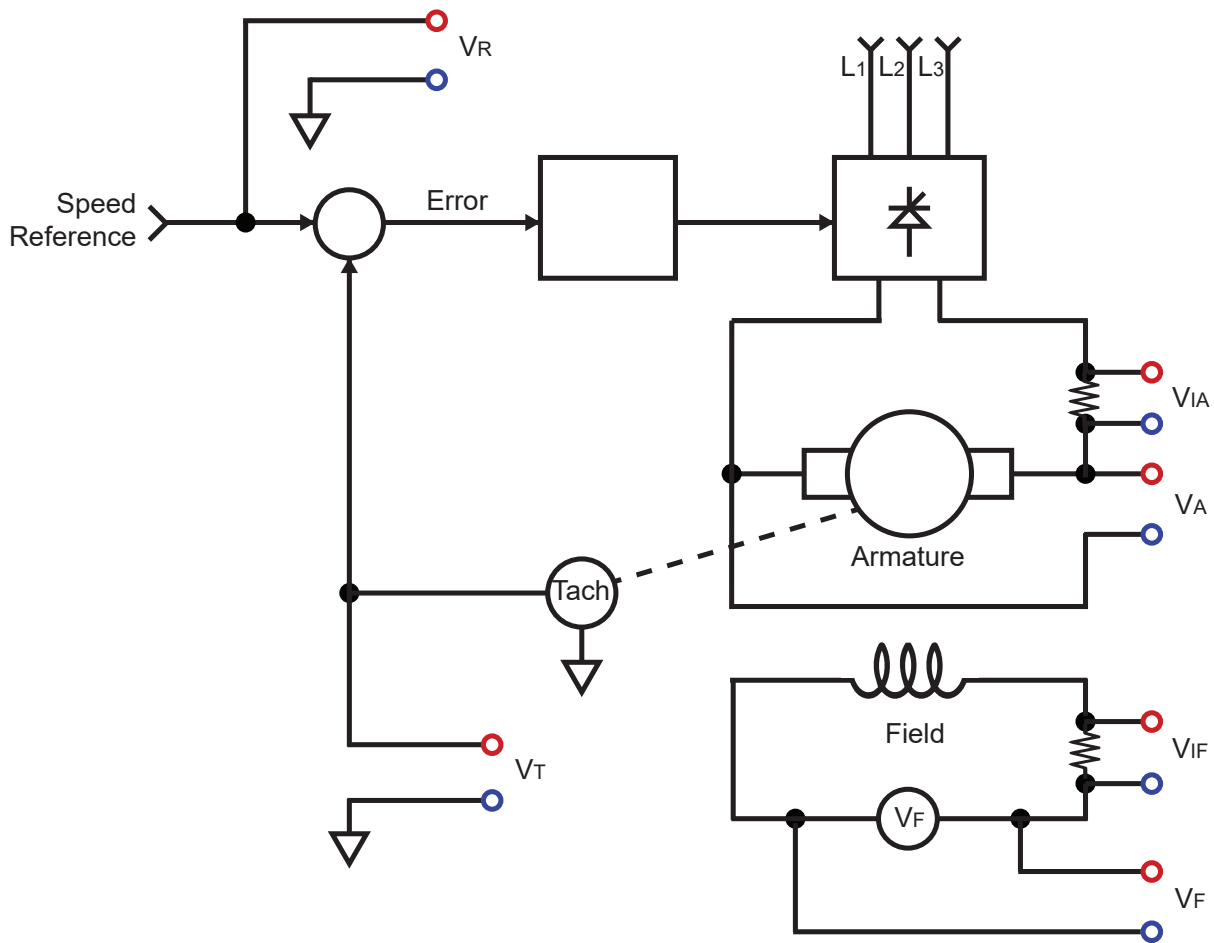 VR
L1 L2 L3
Speed
Reference
Error
VIA
VA
Armature
Tach
Field
VIF
VT
VF
VF